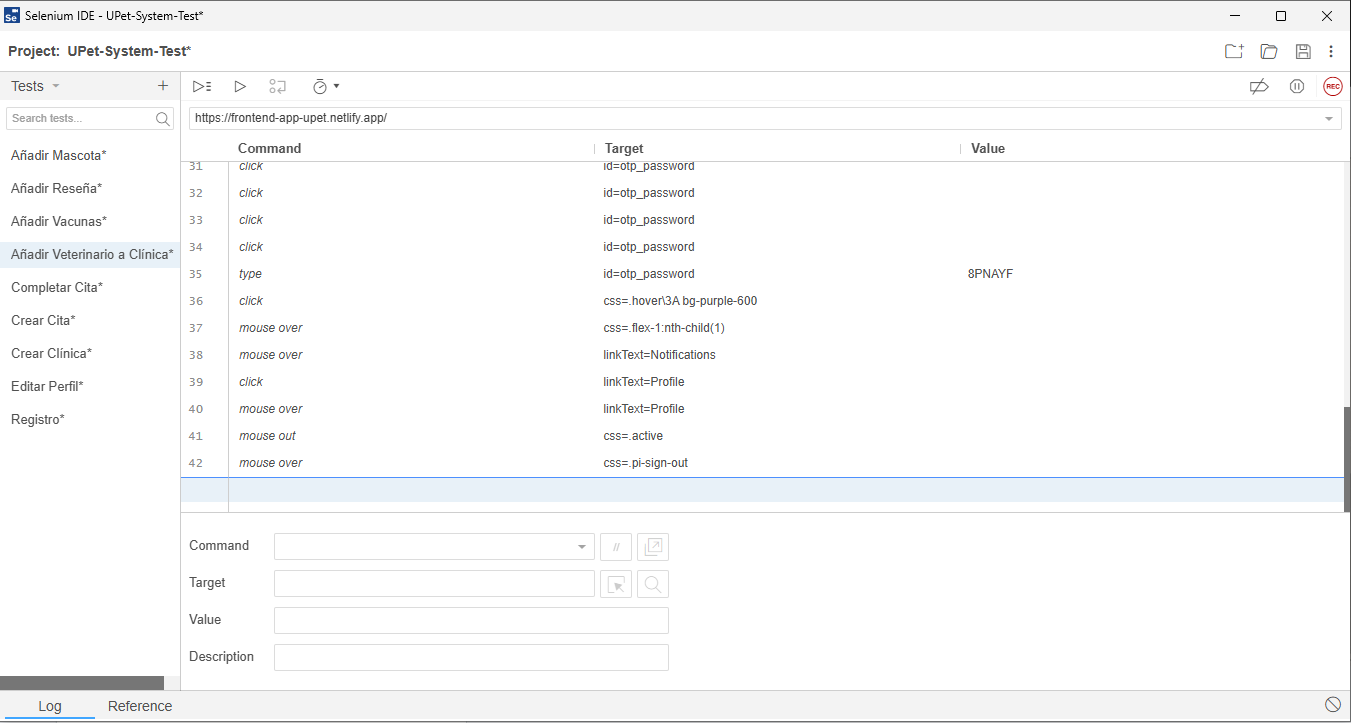 Selenium IDE - UPet-System-Test*
Project: UPet-System-Test*
Tests
Search tests...
Añadir Mascota*
Añadir Reseña*
Añadir Vacunas*
Añadir Veterinario a Clínica*
Completar Cita*
Crear Cita*
Crear Clínica*
Editar Perfil*
Registro*
REC
https://frontend-app-upet.netlify.app/
Command Target Value
31 click id=otp_password
32 click id=otp_password
33 click id=otp_password
34 click id=otp_password
35 type id=otp_password 8PNAYF
36 click css=.hover\3A bg-purple-600
37 mouse over css=.flex-1:nth-child(1)
38 mouse over linkText=Notifications
39 click linkText=Profile
40 mouse over linkText=Profile
41 mouse out css=.active
42 mouse over css=.pi-sign-out
Command //
Target
Value
Description
Log Reference